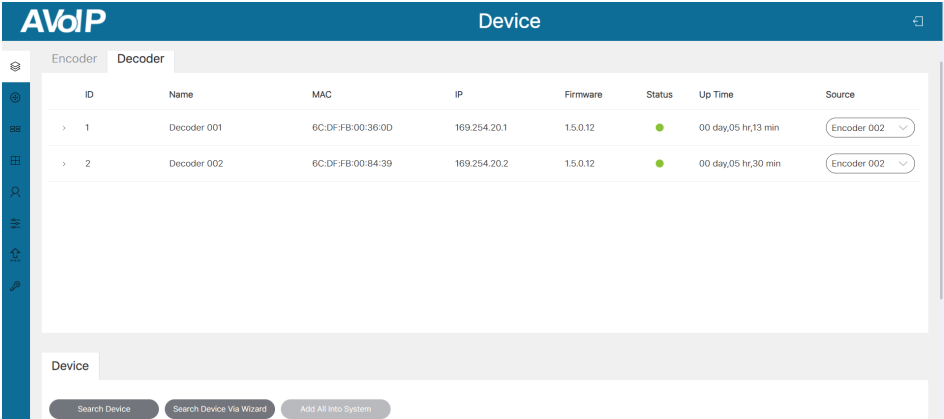 AVoIP Device
Encoder Decoder
ID Name MAC IP Firmware Status Up Time Source
1 Decoder 001 6C:DF:FB:00:36:0D 169.254.20.1 1.5.0.12 00 day,05 hr,13 min Encoder 002
2 Decoder 002 6C:DF:FB:00:84:39 169.254.20.2 1.5.0.12 00 day,05 hr,30 min Encoder 002
Device
Search Device Search Device Via Wizard Add All Into System